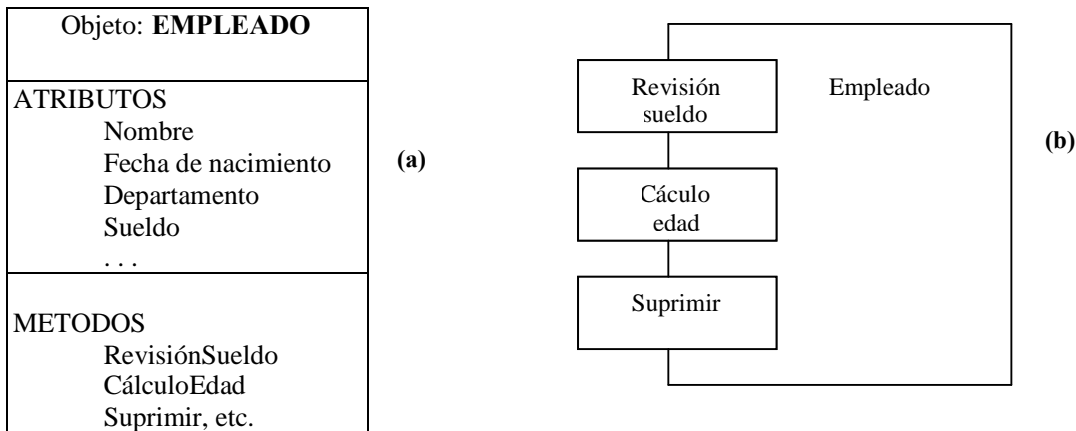 Objeto: EMPLEADO
ATRIBUTOS
Nombre
Fecha de nacimiento
Departamento
Sueldo
. . .
METODOS
RevisiónSueldo
CálculoEdad
Suprimir, etc.
(a)
Revisión
sueldo
Empleado
Cáculo
edad
Suprimir
(b)